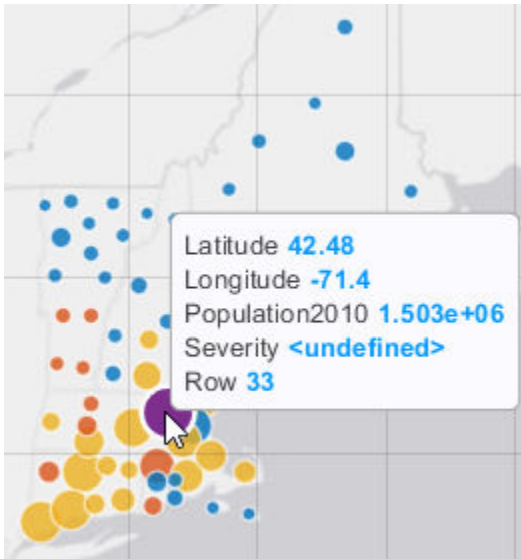 Latitude 42.48
Longitude -71.4
Population2010 1.503e+06
Severity <undefined>
Row 33